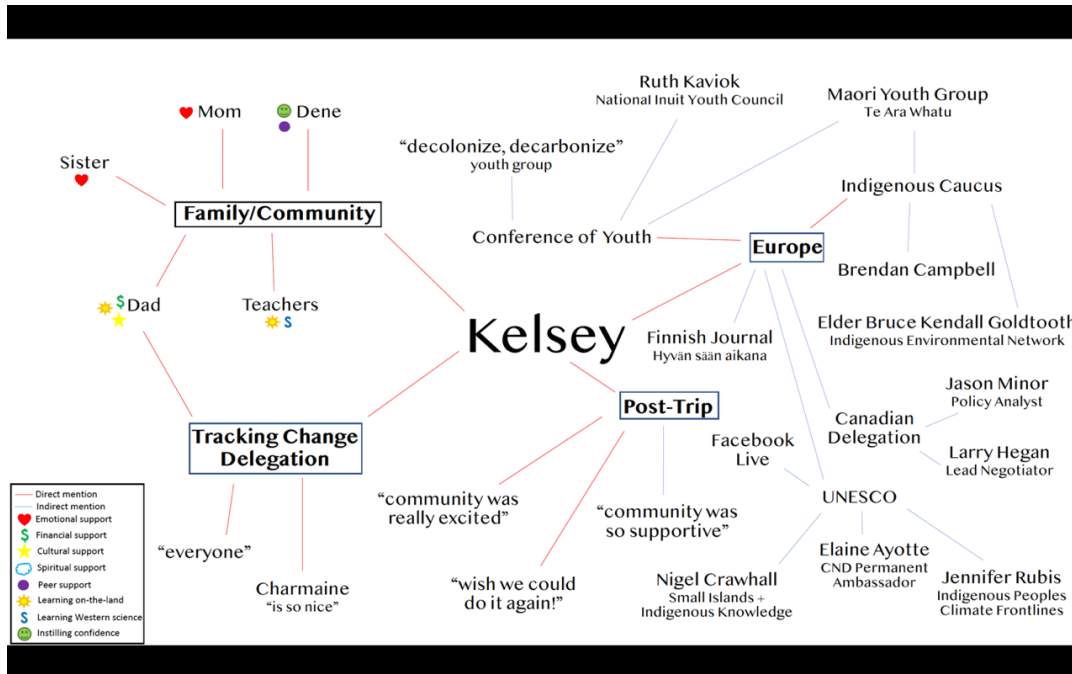 Ruth Kaviok
National Inuit Youth Council
Maori Youth Group
Te Ara Whatu
Mom
Dene
Sister
"decolonize, decarbonize"
youth group
Family/Community
Indigenous Caucus
Conference of Youth
Europe
Brendan Campbell
$
Dad
Teachers
S
Kelsey
Finnish Journal
Hyvän sään aikana
Elder Bruce Kendall Goldtooth
Indigenous Environmental Network
Jason Minor
Policy Analyst
Post-Trip
Canadian
Delegation
Tracking Change
Delegation
Facebook
Live
Larry Hegan
Lead Negotiator
"community was
really excited"
UNESCO
"community was
so supportive"
"everyone"
Elaine Ayotte
CND Permanent
Ambassador
Charmaine
"is so nice"
"wish we could
do it again!"
Nigel Crawhall
Small Islands +
Indigenous Knowledge
Jennifer Rubis
Indigenous Peoples
Climate Frontlines
Direct mention
Indirect mention
Emotional support
$ Financial support
Cultural support
Spiritual support
Peer support
Learning on-the-land
S Learning Western science
Instilling confidence